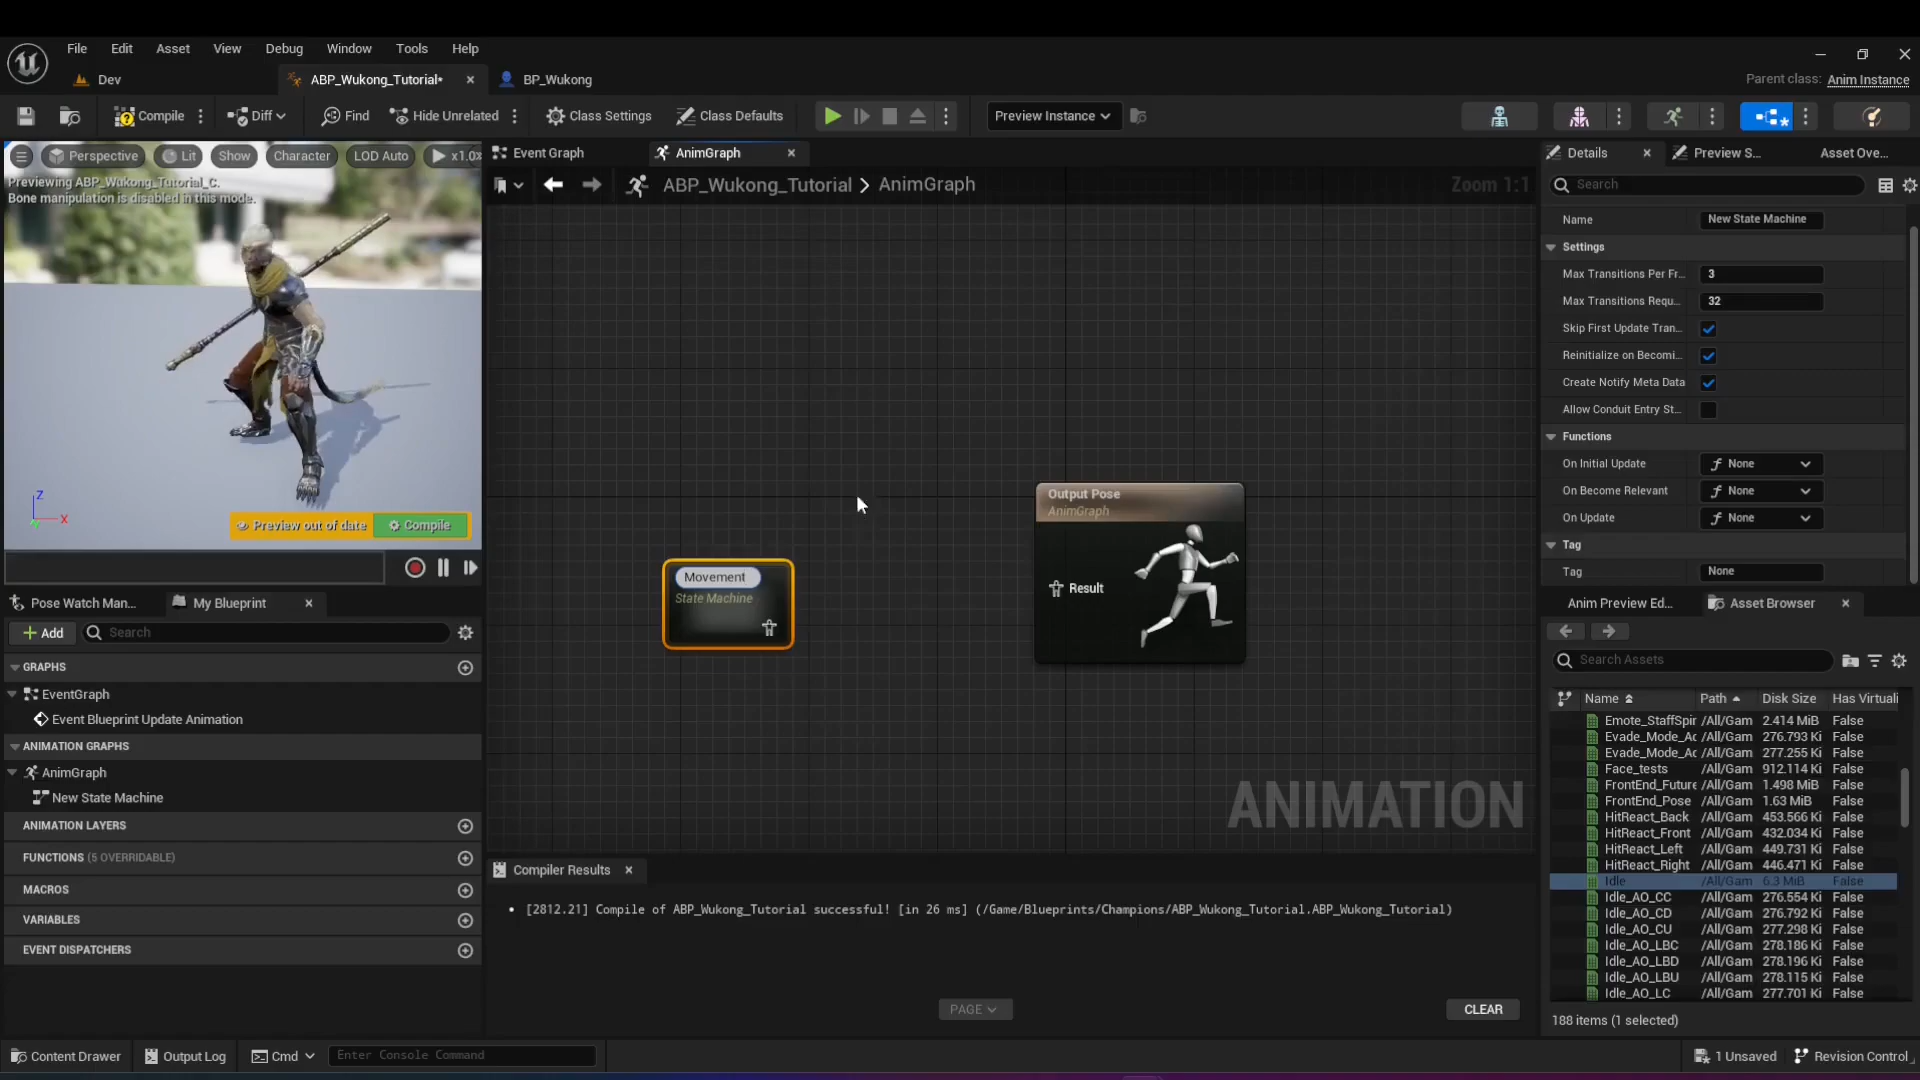 File Edit Asset View Debug Window Tools Help
Dev
ABP_Wukong_Tutorial*
BP_Wukong
Parent class: Anim Instance
Compile
Diff
Find
Hide Unrelated
Class Settings
Class Defaults
Preview Instance
Perspective
Lit
Show
Character
LOD Auto
x1.0
Previewing ABP_Wukong_Tutorial_C.
Bone manipulation is disabled in this mode.
Z
X
Preview out of date
Compile
Event Graph
AnimGraph
ABP_Wukong_Tutorial > AnimGraph
Zoom 1:1
Movement
State Machine
Output Pose
AnimGraph
Result
ANIMATION
Pose Watch Man...
My Blueprint
Add
Search
GRAPHS
EventGraph
Event Blueprint Update Animation
ANIMATION GRAPHS
AnimGraph
New State Machine
ANIMATION LAYERS
FUNCTIONS (5 OVERRIDABLE)
MACROS
VARIABLES
EVENT DISPATCHERS
Compiler Results
• [2812.21] Compile of ABP_Wukong_Tutorial successful! [in 26 ms] (/Game/Blueprints/Champions/ABP_Wukong_Tutorial.ABP_Wukong_Tutorial)
PAGE
CLEAR
Details
Preview S...
Asset Ove...
Search
Name New State Machine
Settings
Max Transitions Per Fr... 3
Max Transitions Requ... 32
Skip First Update Tran...
Reinitialize on Becomi...
Create Notify Meta Data
Allow Conduit Entry St...
Functions
On Initial Update None
On Become Relevant None
On Update None
Tag
Tag None
Anim Preview Ed...
Asset Browser
Search Assets
Name Path Disk Size Has Virtuali
Emote_StaffSpir /All/Gam 2.414 MiB False
Evade_Mode_Ac /All/Gam 276.793 Ki False
Evade_Mode_Ac /All/Gam 277.255 Ki False
Face_tests /All/Gam 912.114 Ki False
FrontEnd_Future /All/Gam 1.498 MiB False
FrontEnd_Pose /All/Gam 1.63 MiB False
HitReact_Back /All/Gam 453.566 Ki False
HitReact_Front /All/Gam 432.034 Ki False
HitReact_Left /All/Gam 449.731 Ki False
HitReact_Right /All/Gam 446.471 Ki False
Idle /All/Gam 6.3 MiB False
Idle_AO_CC /All/Gam 276.554 Ki False
Idle_AO_CD /All/Gam 276.792 Ki False
Idle_AO_CU /All/Gam 277.298 Ki False
Idle_AO_LBC /All/Gam 278.186 Ki False
Idle_AO_LBD /All/Gam 278.196 Ki False
Idle_AO_LBU /All/Gam 278.115 Ki False
Idle_AO_LC /All/Gam 277.701 Ki False
188 items (1 selected)
Content Drawer
Output Log
Cmd
Enter Console Command
1 Unsaved
Revision Control